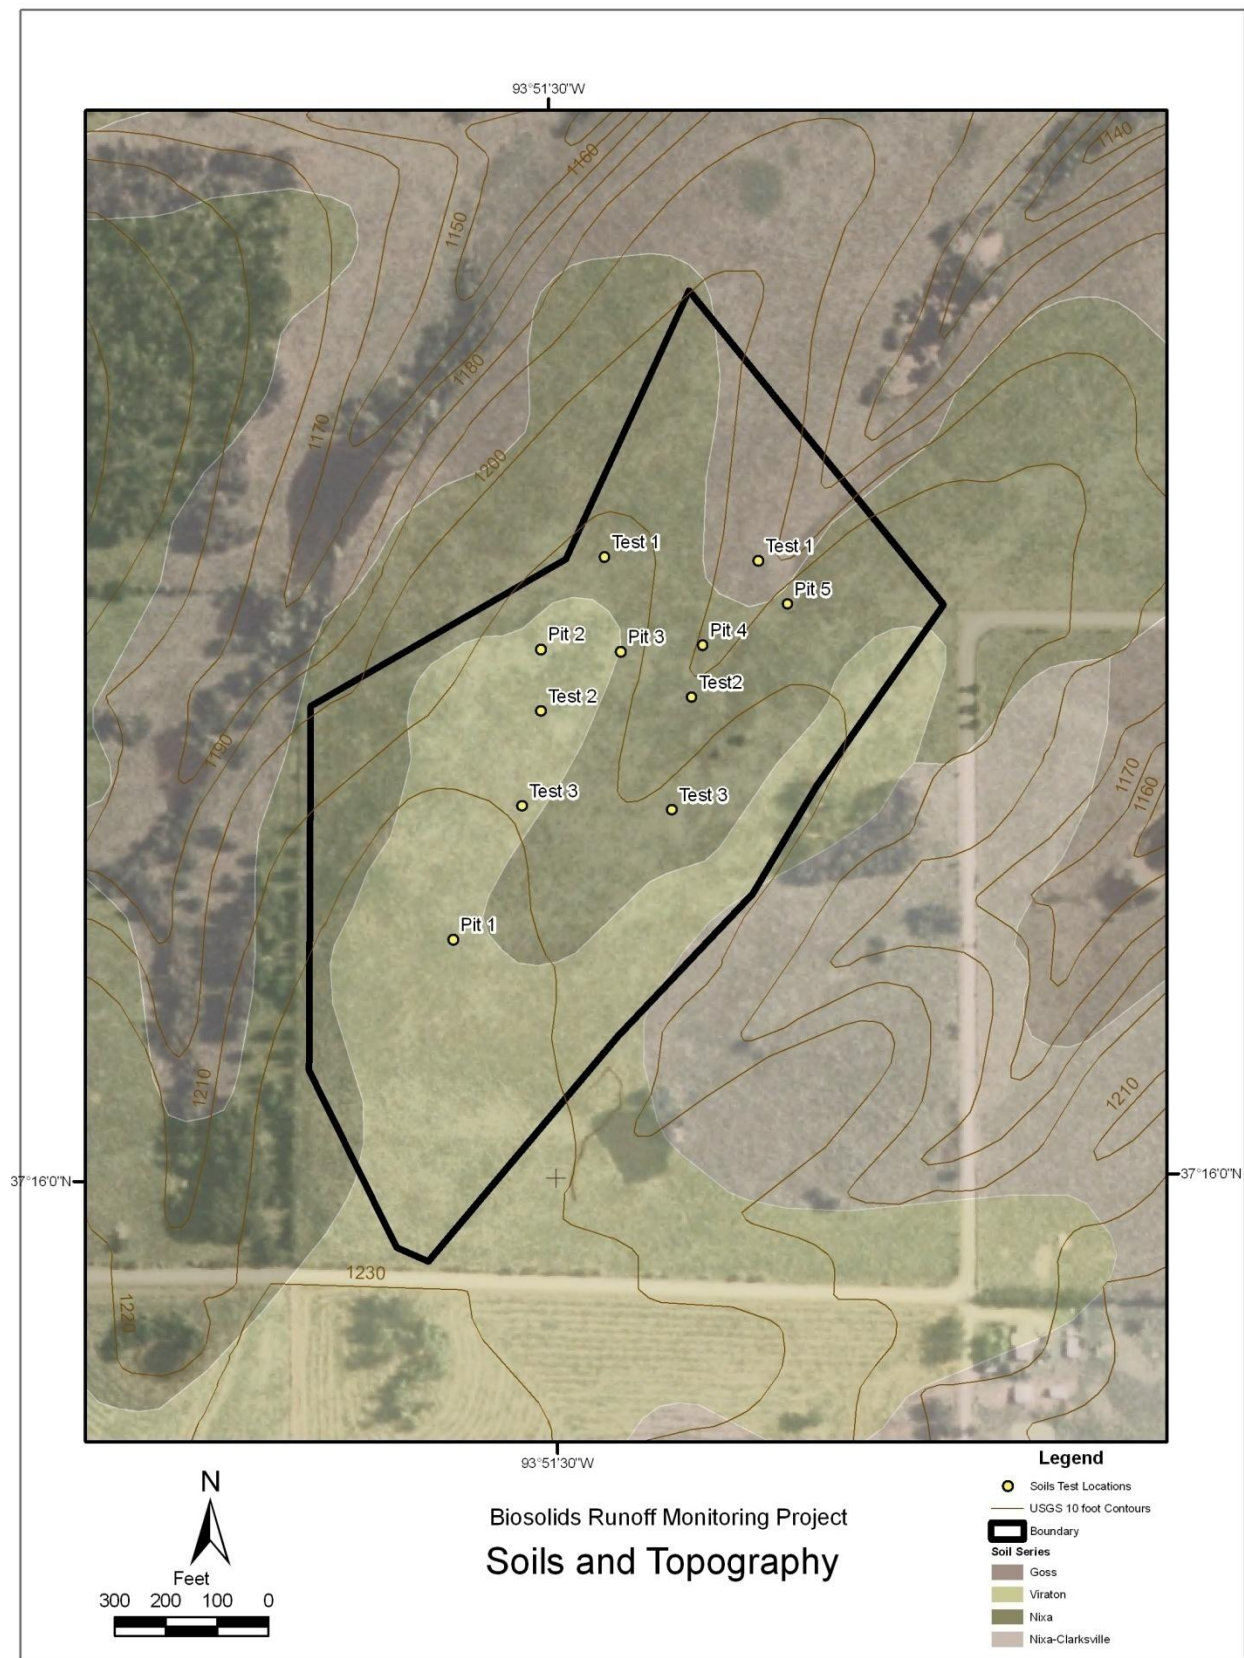 93°51'30"W
1140
1160
1150
1180
1170
1200
Test 1
Test 1
Pit 5
Pit 2
Pit 3
Pit 4
Test 2
Test2
1190
1170
1160
Test 3
Test 3
Pit 1
1210
1210
37°16'0"N
37°16'0"N
1230
1220
93°51'30"W
N
Feet
300 200 100 0
Biosolids Runoff Monitoring Project
Soils and Topography
Legend
Soils Test Locations
USGS 10 foot Contours
Boundary
Soil Series
Goss
Viraton
Nixa
Nixa-Clarksville